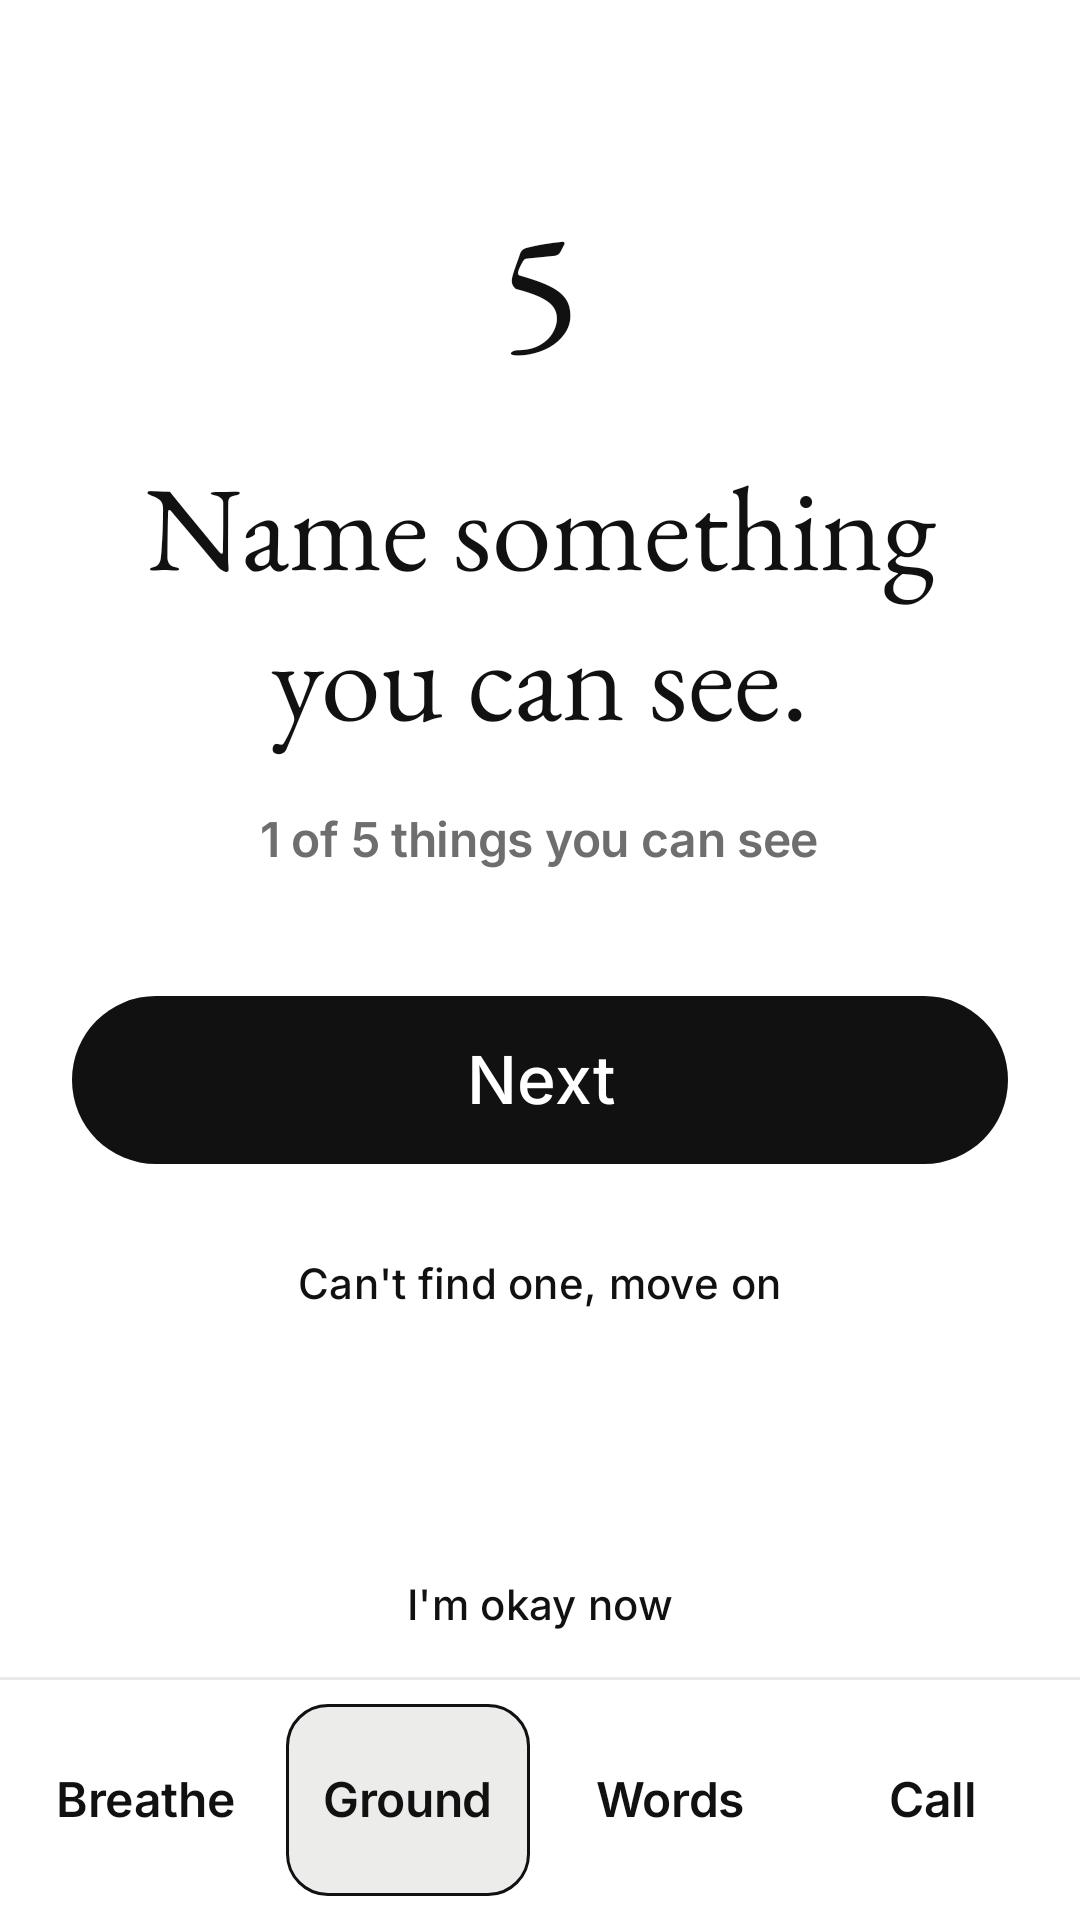 5
Name something
you can see.
1 of 5 things you can see
Next
Can't find one, move on
I'm okay now
Breathe Ground Words Call